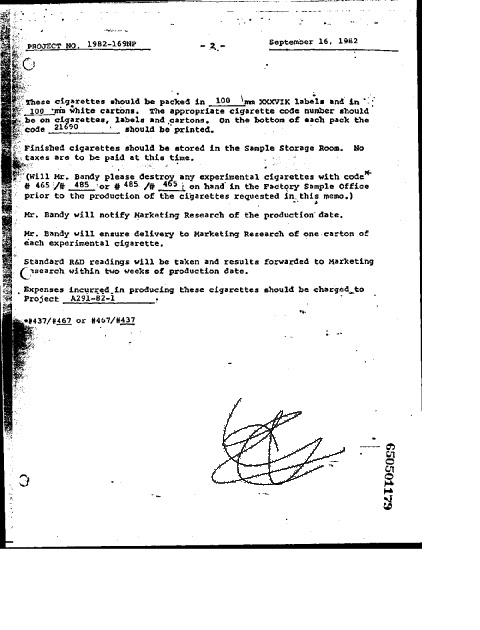 PROJECT NO. 1982-169NP - 2 - September 16, 1982
These cigarettes should be packed in 100 mm XXXVIK labels and in
100 mm white cartons. The appropriate cigarette code number should
be on cigarettes, labels and cartons. On the bottom of each pack the
code 21690 should be printed.
Finished cigarettes should be stored in the Sample Storage Room. No
taxes are to be paid at this time.
(Will Mr. Bandy please destroy any experimental cigarettes with code*
# 465 /# 485 or # 485 /# 465 on hand in the Factory Sample Office
prior to the production of the cigarettes requested in this memo.)
Mr. Bandy will notify Marketing Research of the production date.
Mr. Bandy will ensure delivery to Marketing Research of one carton of
each experimental cigarette.
Standard R&D readings will be taken and results forwarded to Marketing
search within two weeks of production date.
Expenses incurred in producing these cigarettes should be charged to
Project A291-82-1 .
*#437/#467 or #467/#437
650501179